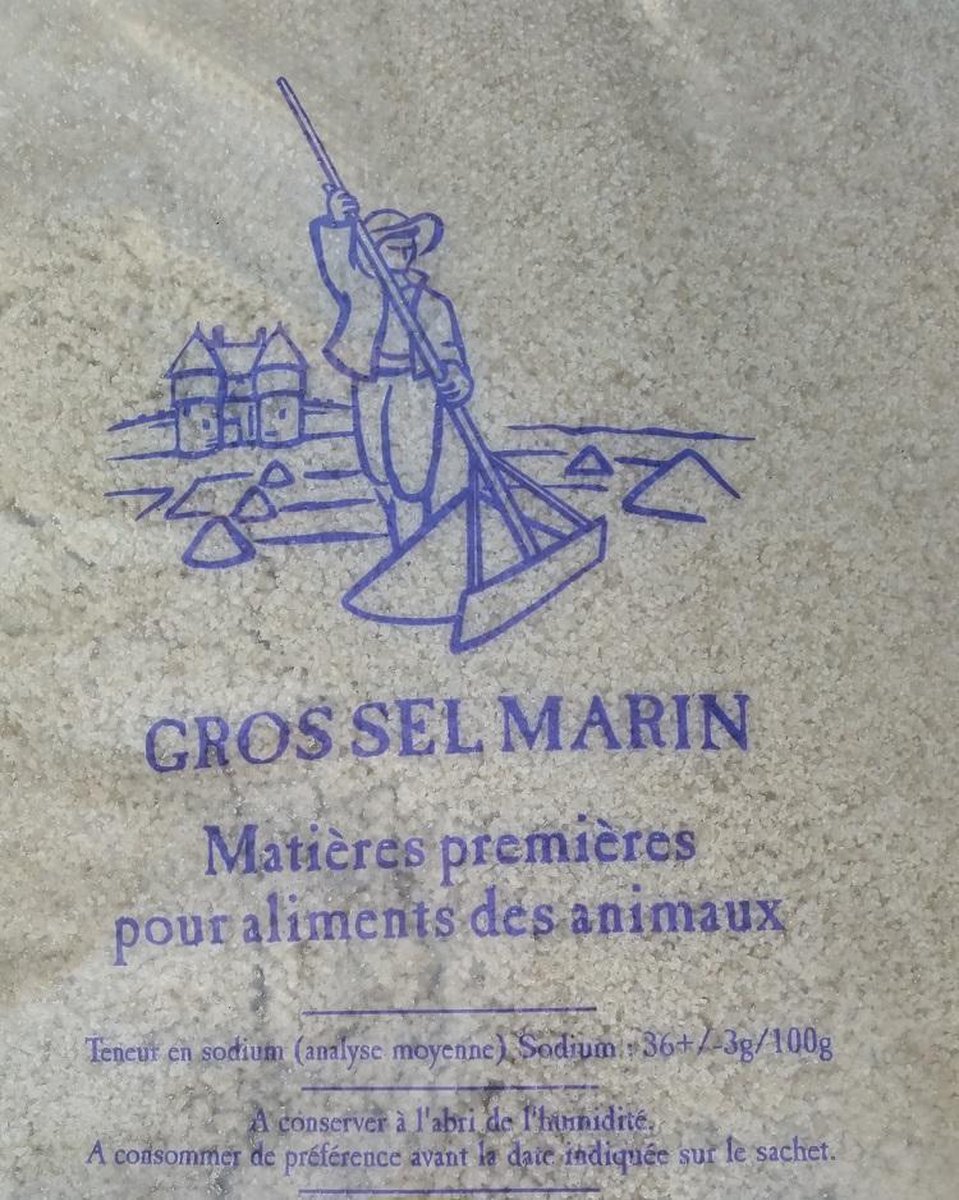 GROS SEL MARIN
Matières premières
pour aliments des animaux
Teneur en sodium (analyse moyenne) Sodium : 36+/-3g/100g
A conserver à l'abri de l'humidité.
A consommer de préférence avant la date indiquée sur le sachet.